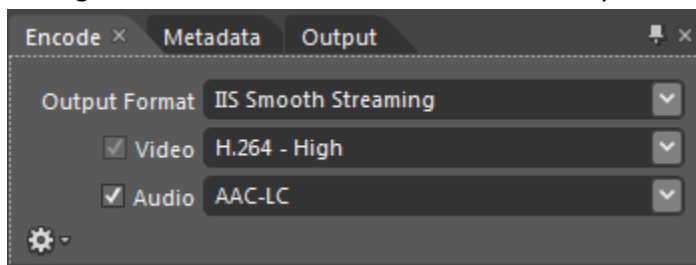 Encode × Metadata Output
Output Format IIS Smooth Streaming
Video H.264 - High
Audio AAC-LC